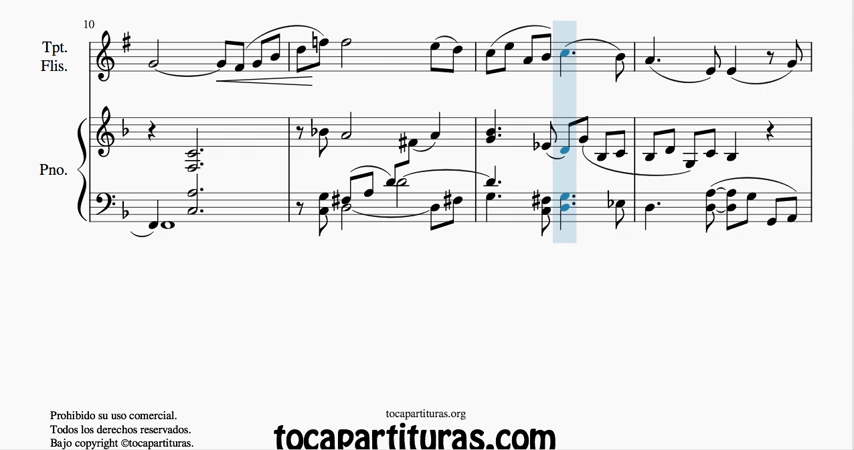 10
Tpt.
Flis.
Pno.
Prohibido su uso comercial.
Todos los derechos reservados.
Bajo copyright ©tocapartituras.
tocapartituras.org
tocapartituras.com